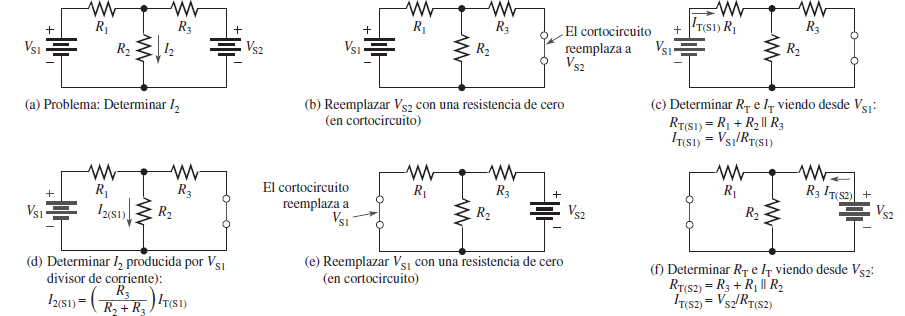 R1
R3
+
VS1
–
R2
I2
+
VS2
–
(a) Problema: Determinar I2
R1
R3
+
VS1
–
R2
El cortocircuito
reemplaza a
VS2
(b) Reemplazar VS2 con una resistencia de cero
(en cortocircuito)
IT(S1) R1
R3
+
VS1
–
R2
(c) Determinar RT e IT viendo desde VS1:
RT(S1) = R1 + R2 || R3
IT(S1) = VS1/RT(S1)
R1
R3
+
VS1
–
I2(S1)
R2
(d) Determinar I2 producida por VS1
divisor de corriente):
I2(S1) = (R3 / R2 + R3) IT(S1)
El cortocircuito
reemplaza a
VS1
R1
R3
+
R2
VS2
–
(e) Reemplazar VS1 con una resistencia de cero
(en cortocircuito)
R1
R3 IT(S2)
+
R2
VS2
–
(f) Determinar RT e IT viendo desde VS2:
RT(S2) = R3 + R1 || R2
IT(S2) = VS2/RT(S2)